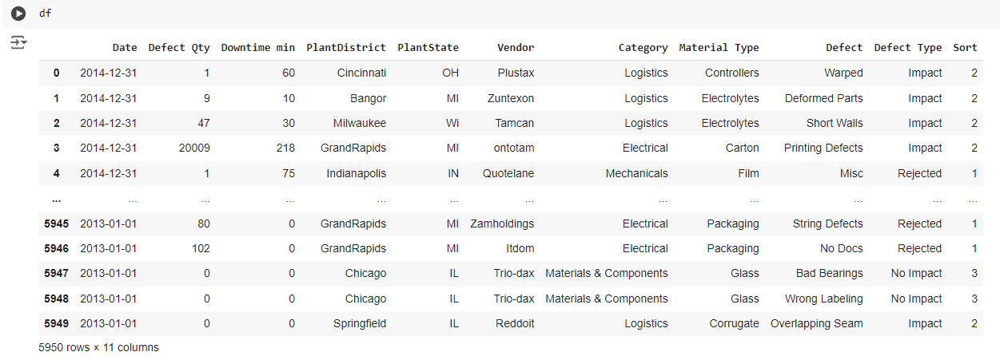 df
Date Defect Qty Downtime min PlantDistrict PlantState Vendor Category Material Type Defect Defect Type Sort
0 2014-12-31 1 60 Cincinnati OH Plustax Logistics Controllers Warped Impact 2
1 2014-12-31 9 10 Bangor MI Zuntexon Logistics Electrolytes Deformed Parts Impact 2
2 2014-12-31 47 30 Milwaukee Wi Tamcan Logistics Electrolytes Short Walls Impact 2
3 2014-12-31 20009 218 GrandRapids MI ontotam Electrical Carton Printing Defects Impact 2
4 2014-12-31 1 75 Indianapolis IN Quotelane Mechanicals Film Misc Rejected 1
... ... ... ... ... ... ... ... ... ... ... ...
5945 2013-01-01 80 0 GrandRapids MI Zamholdings Electrical Packaging String Defects Rejected 1
5946 2013-01-01 102 0 GrandRapids MI Itdom Electrical Packaging No Docs Rejected 1
5947 2013-01-01 0 0 Chicago IL Trio-dax Materials & Components Glass Bad Bearings No Impact 3
5948 2013-01-01 0 0 Chicago IL Trio-dax Materials & Components Glass Wrong Labeling No Impact 3
5949 2013-01-01 0 0 Springfield IL Reddoit Logistics Corrugate Overlapping Seam Impact 2
5950 rows × 11 columns